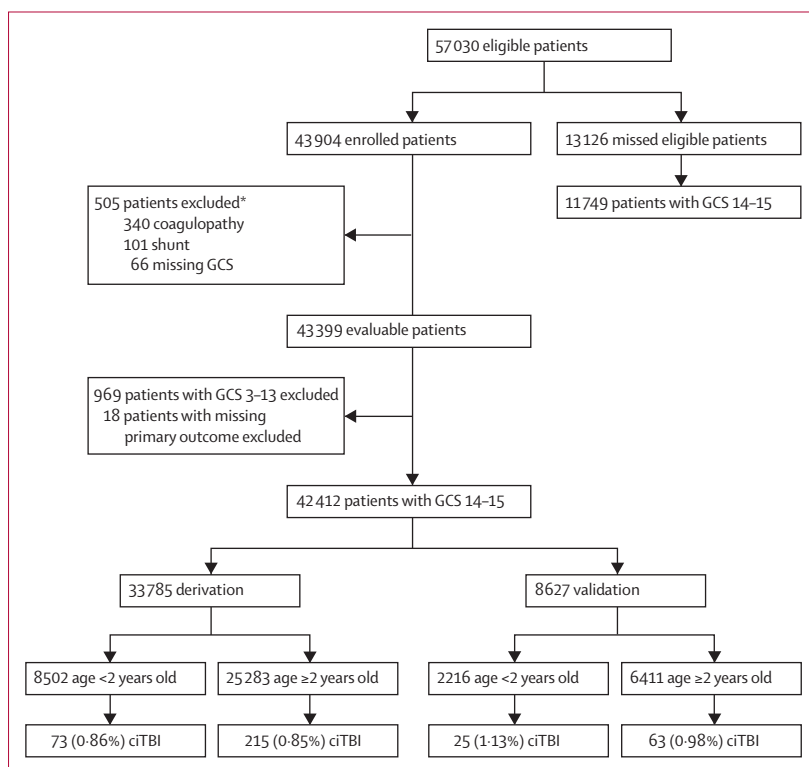 57 030 eligible patients
43 904 enrolled patients
13 126 missed eligible patients
11 749 patients with GCS 14–15
505 patients excluded*
340 coagulopathy
101 shunt
66 missing GCS
43 399 evaluable patients
969 patients with GCS 3–13 excluded
18 patients with missing
primary outcome excluded
42 412 patients with GCS 14–15
33 785 derivation
8627 validation
8502 age <2 years old
25 283 age ≥2 years old
2216 age <2 years old
6411 age ≥2 years old
73 (0·86%) ciTBI
215 (0·85%) ciTBI
25 (1·13%) ciTBI
63 (0·98%) ciTBI